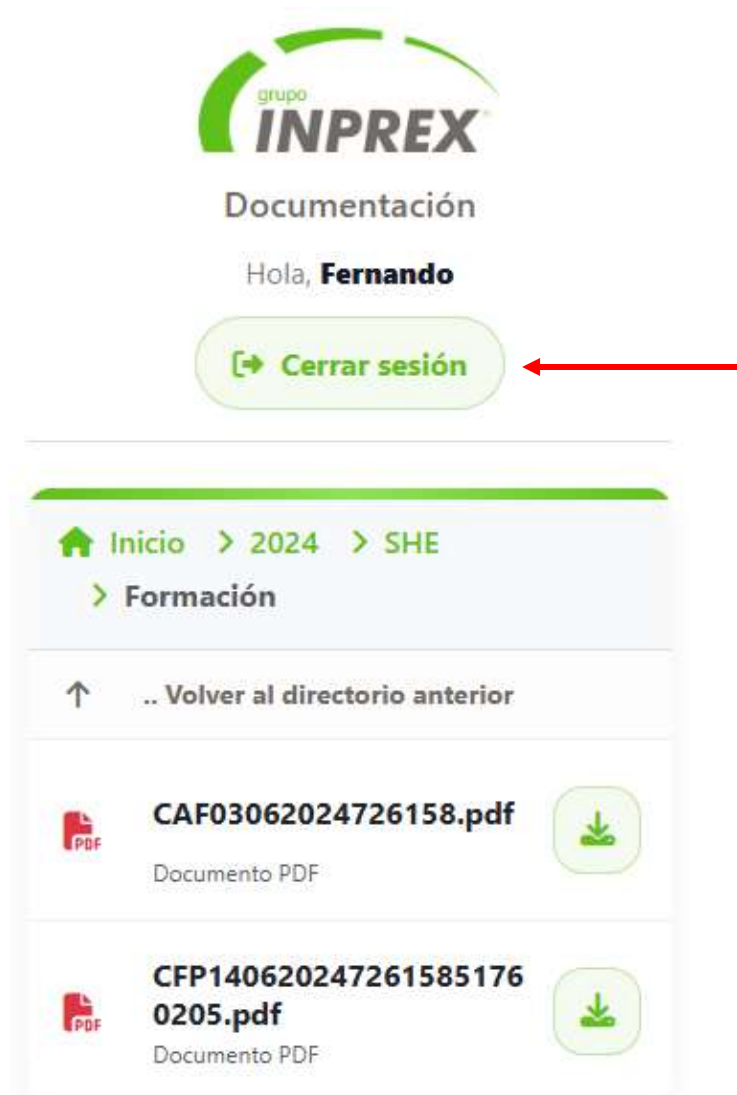 grupo
INPREX
Documentación
Hola, Fernando
Cerrar sesión
Inicio > 2024 > SHE
> Formación
.. Volver al directorio anterior
CAF03062024726158.pdf
PDF
Documento PDF
CFP140620247261585176
0205.pdf
PDF
Documento PDF